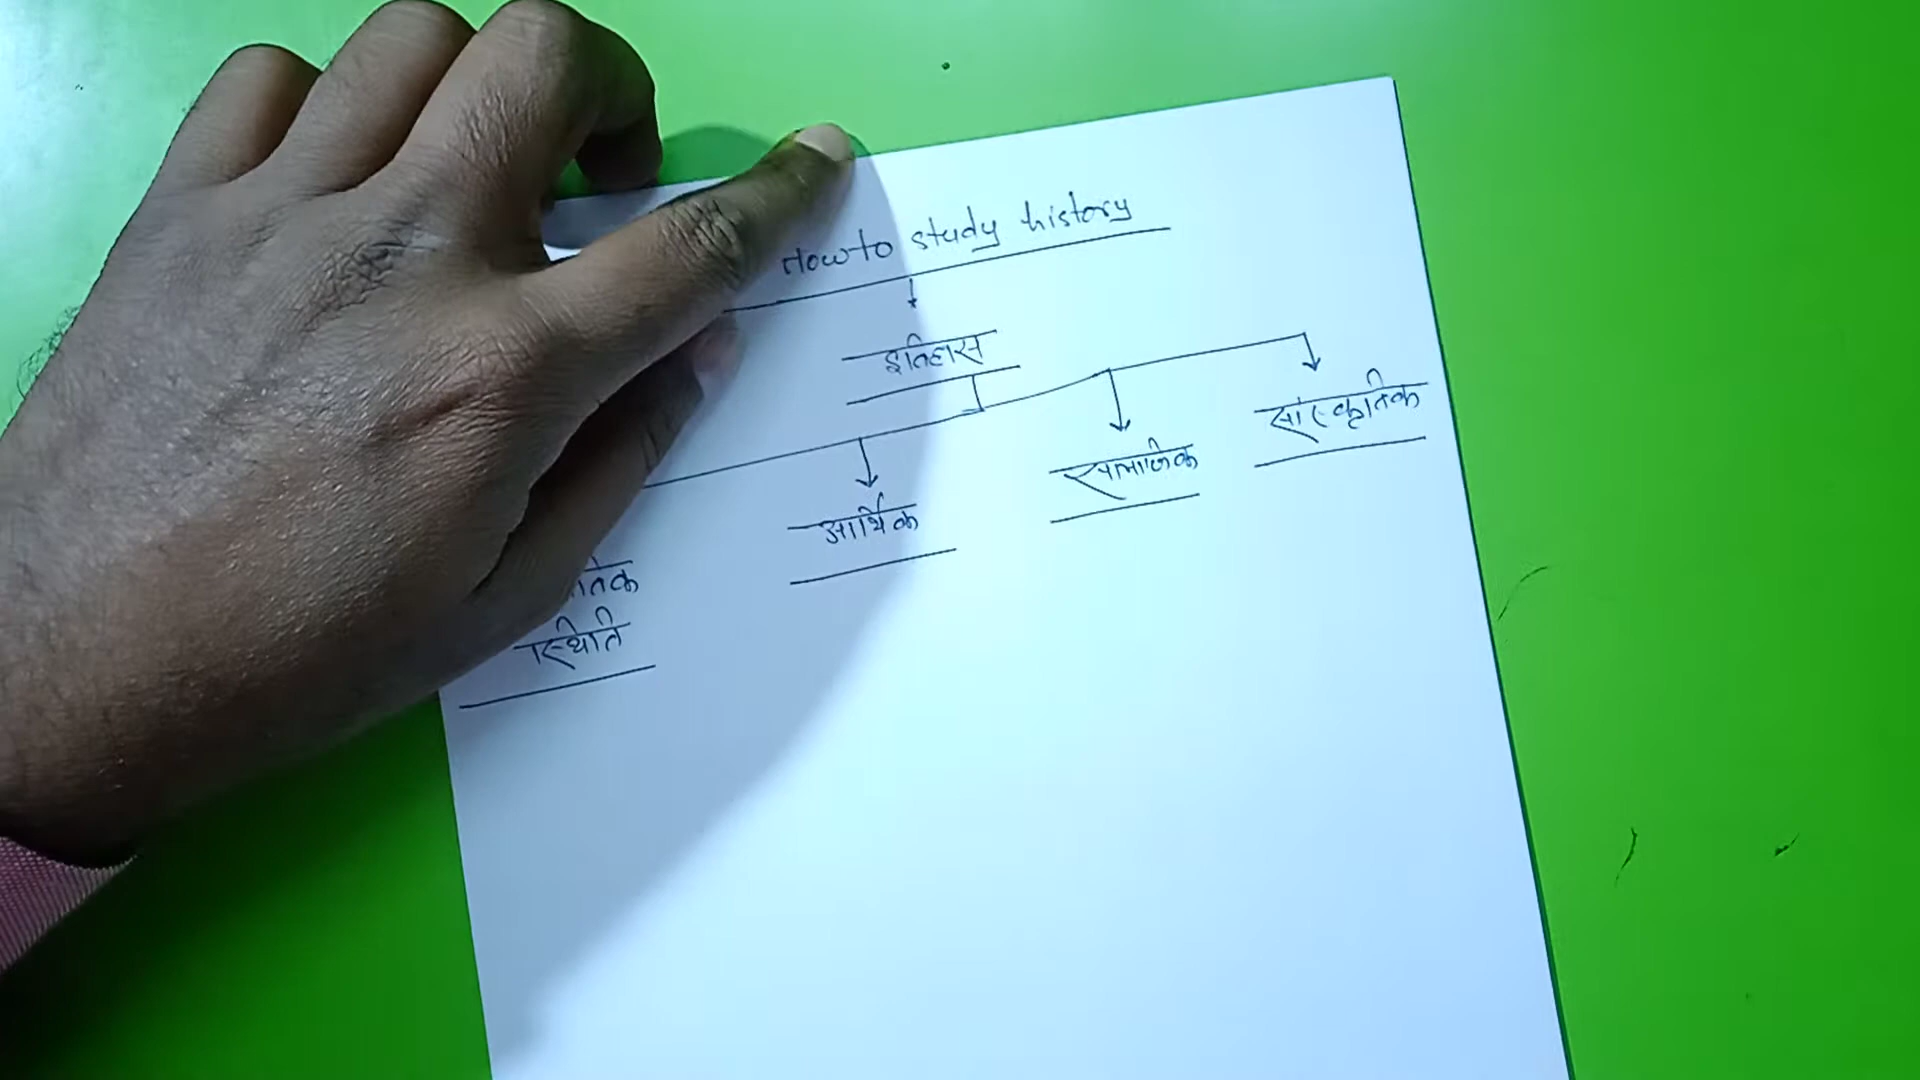 How to study history
इतिहास
आर्थिक
सामाजिक
सांस्कृतिक
स्थिति